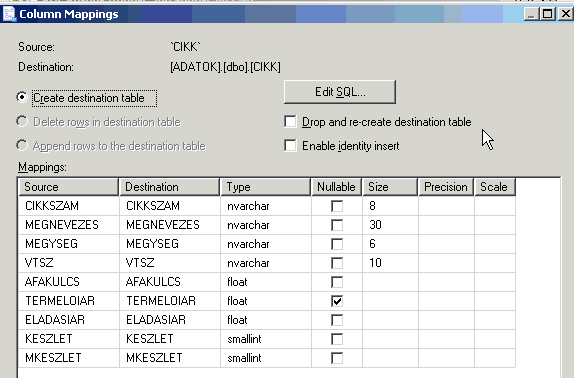 Column Mappings
Source: `CIKK`
Destination: [ADATOK].[dbo].[CIKK]
Create destination table
Edit SQL...
Delete rows in destination table
Drop and re-create destination table
Append rows to the destination table
Enable identity insert
Mappings:
Source Destination Type Nullable Size Precision Scale
CIKKSZAM CIKKSZAM nvarchar 8
MEGNEVEZES MEGNEVEZES nvarchar 30
MEGYSEG MEGYSEG nvarchar 6
VTSZ VTSZ nvarchar 10
AFAKULCS AFAKULCS float
TERMELOIAR TERMELOIAR float
ELADASIAR ELADASIAR float
KESZLET KESZLET smallint
MKESZLET MKESZLET smallint